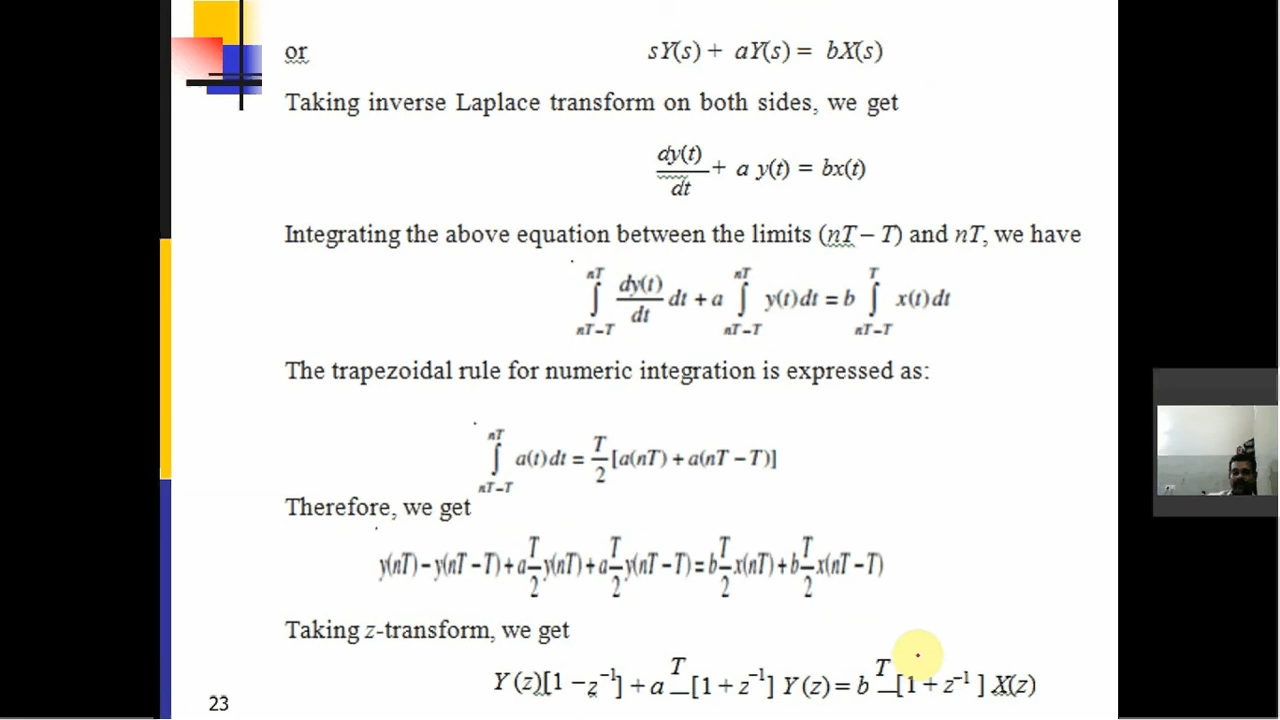 or sY(s) + aY(s) = bX(s)
Taking inverse Laplace transform on both sides, we get
dy(t)/dt + a y(t) = bx(t)
Integrating the above equation between the limits (nT – T) and nT, we have
∫_{nT–T}^{nT} dy(t)/dt dt + a ∫_{nT–T}^{nT} y(t) dt = b ∫_{nT–T}^{T} x(t) dt
The trapezoidal rule for numeric integration is expressed as:
∫_{nT–T}^{nT} a(t) dt = T/2 [a(nT) + a(nT – T)]
Therefore, we get
y(nT) – y(nT – T) + a T/2 y(nT) + a T/2 y(nT – T) = b T/2 x(nT) + b T/2 x(nT – T)
Taking z-transform, we get
Y(z)[1 – z⁻¹] + a T/ [1 + z⁻¹] Y(z) = b T/ [1 + z⁻¹] X(z)
23